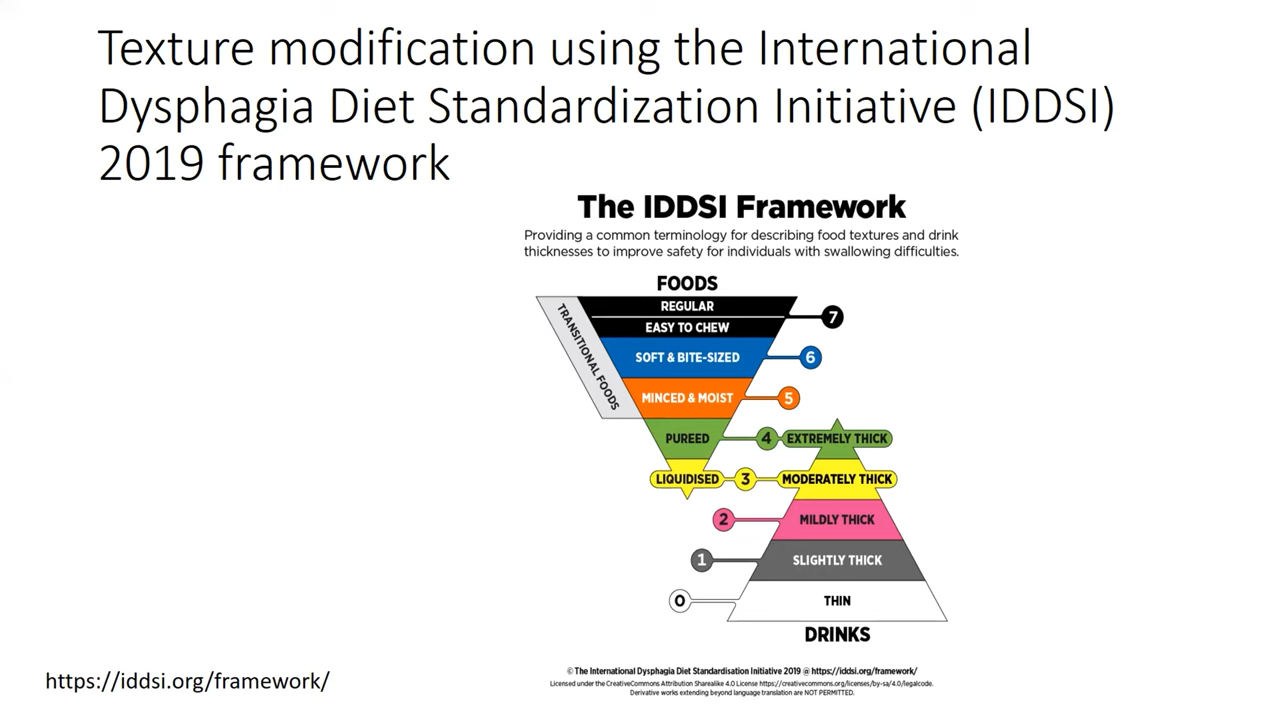 Texture modification using the International
Dysphagia Diet Standardization Initiative (IDDSI)
2019 framework
The IDDSI Framework
Providing a common terminology for describing food textures and drink
thicknesses to improve safety for individuals with swallowing difficulties.
FOODS
TRANSITIONAL FOODS
REGULAR
EASY TO CHEW
7
SOFT & BITE-SIZED
6
MINCED & MOIST
5
PUREED
4
EXTREMELY THICK
LIQUIDISED
3
MODERATELY THICK
2
MILDLY THICK
1
SLIGHTLY THICK
0
THIN
DRINKS
© The International Dysphagia Diet Standardisation Initiative 2019 @ https://iddsi.org/framework/
Licensed under the CreativeCommons Attribution Sharealike 4.0 License https://creativecommons.org/licenses/by-sa/4.0/legalcode.
Derivative works extending beyond language translation are NOT PERMITTED.
https://iddsi.org/framework/